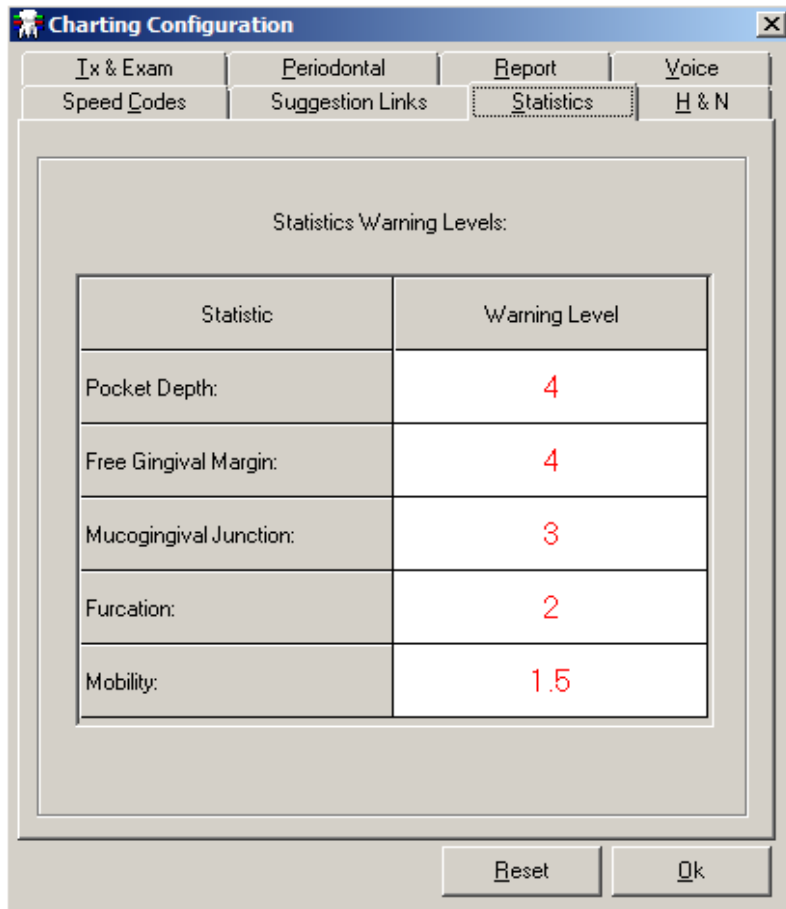 Charting Configuration
Tx & Exam Periodontal Report Voice
Speed Codes Suggestion Links Statistics H & N
Statistics Warning Levels:
Statistic Warning Level
Pocket Depth: 4
Free Gingival Margin: 4
Mucogingival Junction: 3
Furcation: 2
Mobility: 1.5
Reset Ok